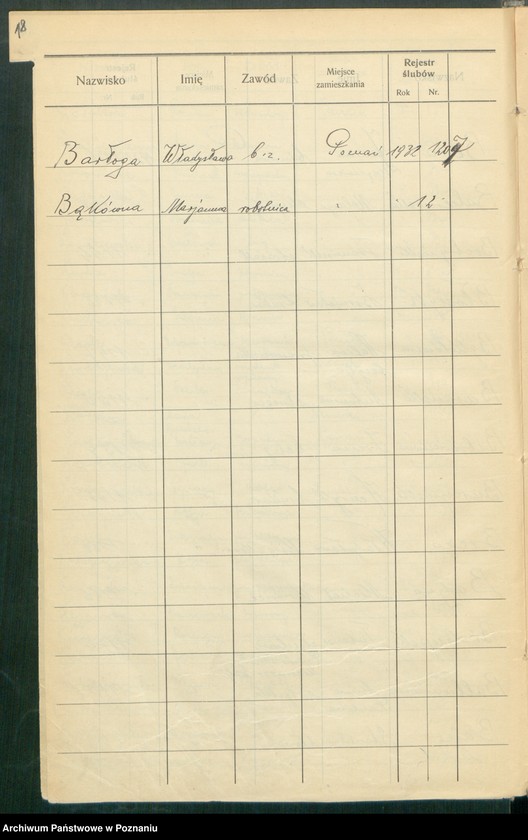 18
Nazwisko Imię Zawód Miejsce zamieszkania Rejestr ślubów
Rok Nr.
Bartoga Władysława b. z. Poznań 1932 1207
Bąkówna Marjanna robotnica " " 12
Archiwum Państwowe w Poznaniu